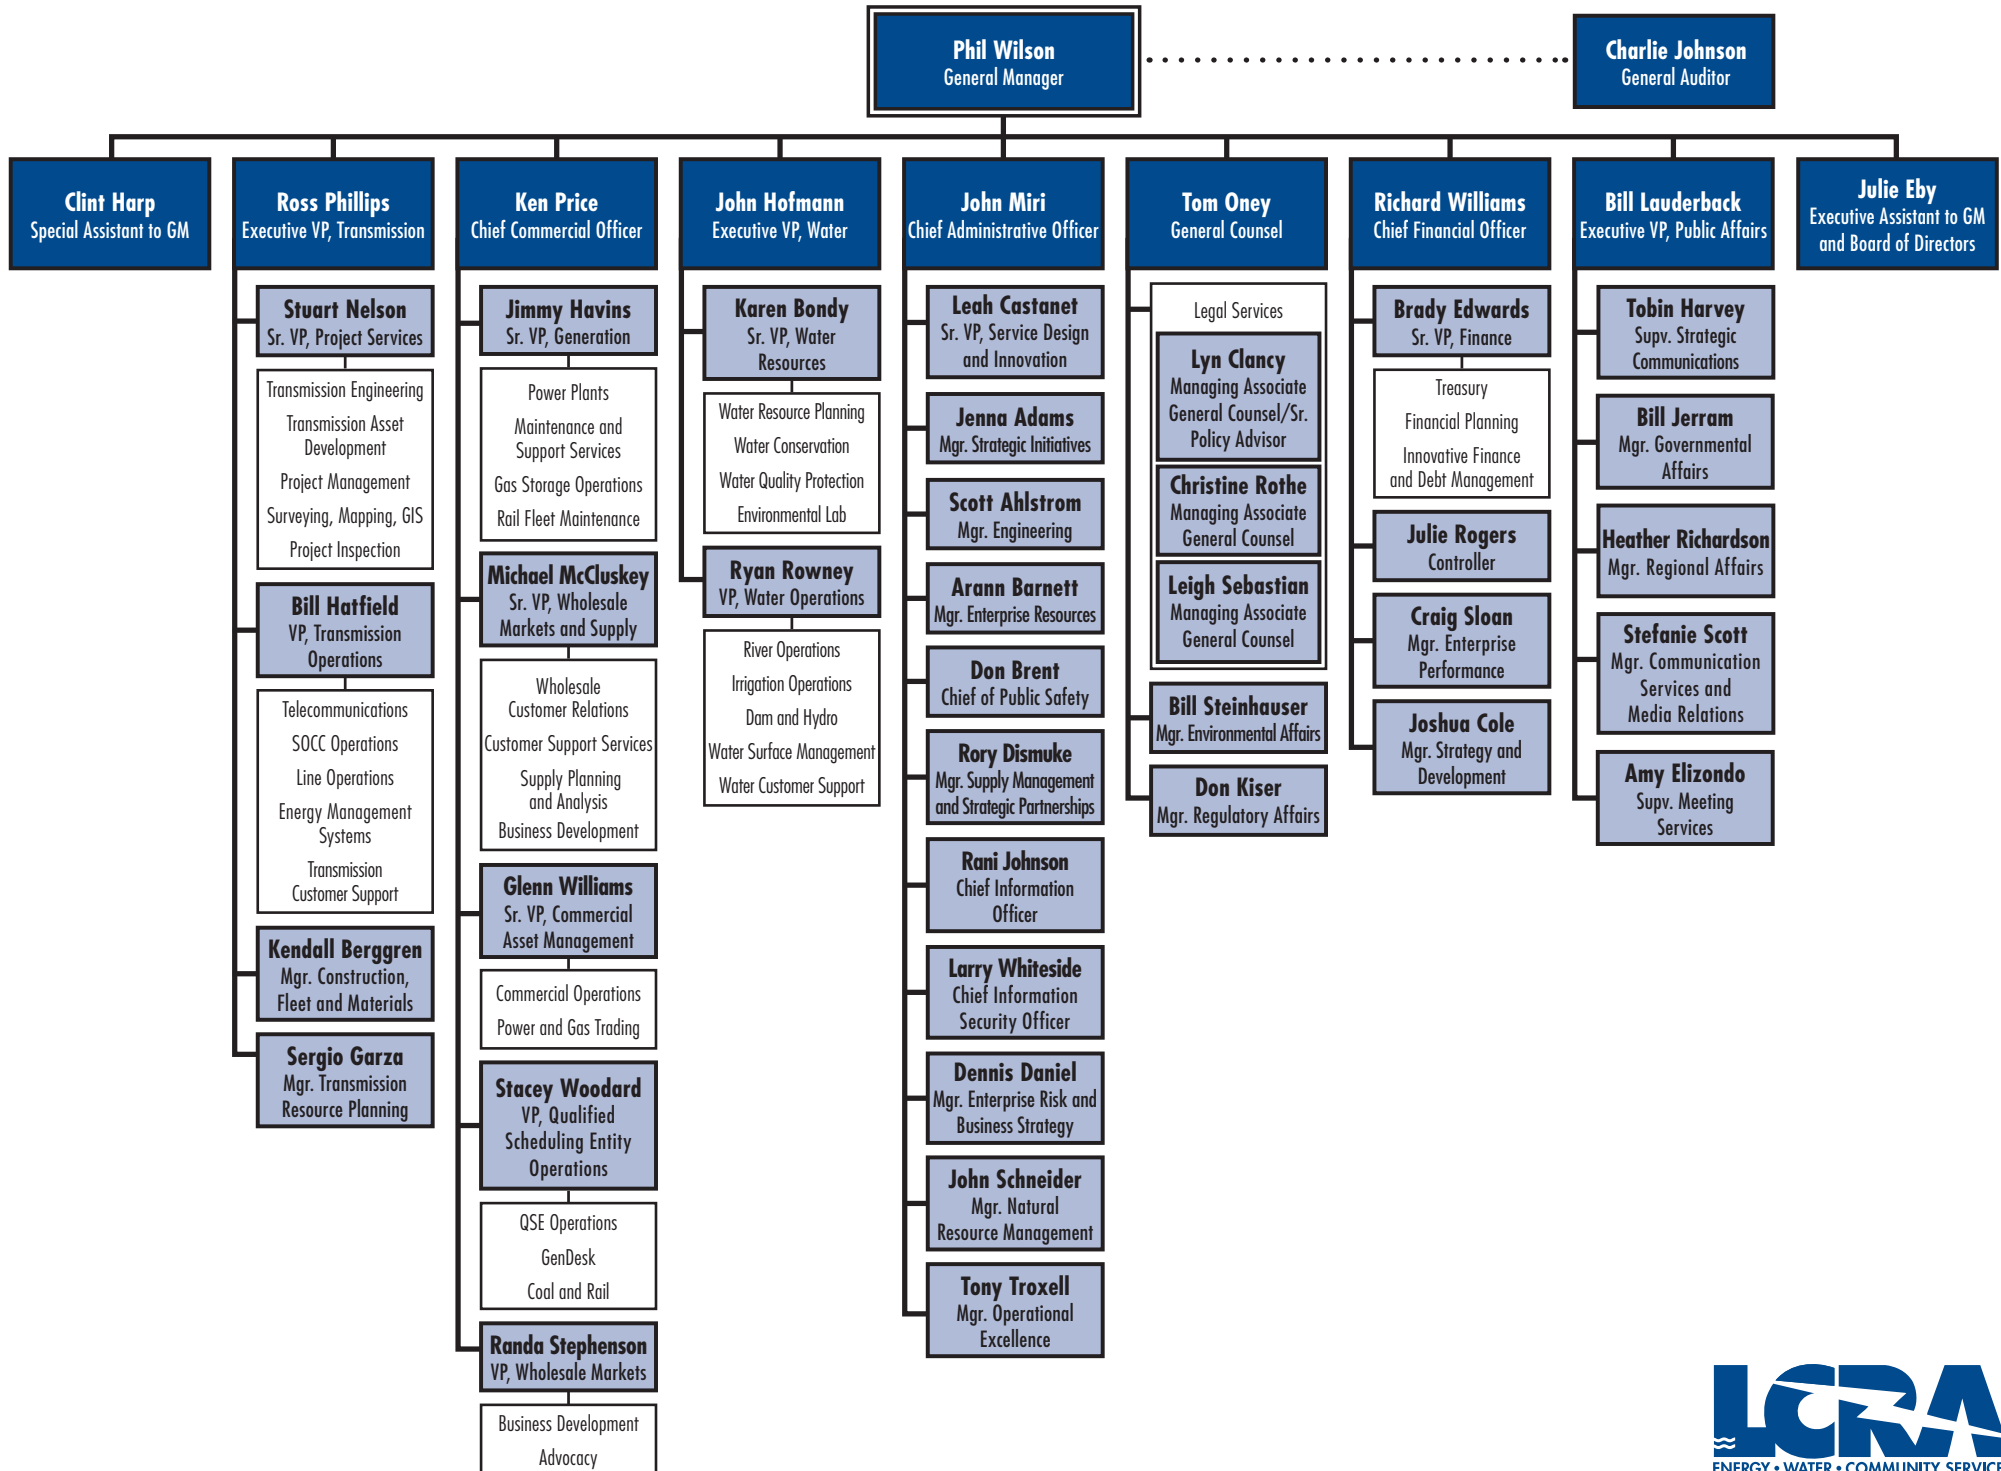 Phil Wilson
General Manager
Charlie Johnson
General Auditor
Clint Harp
Special Assistant to GM
Ross Phillips
Executive VP, Transmission
Ken Price
Chief Commercial Officer
John Hofmann
Executive VP, Water
John Miri
Chief Administrative Officer
Tom Oney
General Counsel
Richard Williams
Chief Financial Officer
Bill Lauderback
Executive VP, Public Affairs
Julie Eby
Executive Assistant to GM
and Board of Directors
Stuart Nelson
Sr. VP, Project Services
Transmission Engineering
Transmission Asset
Development
Project Management
Surveying, Mapping, GIS
Project Inspection
Bill Hatfield
VP, Transmission
Operations
Telecommunications
SOCC Operations
Line Operations
Energy Management
Systems
Transmission
Customer Support
Kendall Berggren
Mgr. Construction,
Fleet and Materials
Sergio Garza
Mgr. Transmission
Resource Planning
Jimmy Havins
Sr. VP, Generation
Power Plants
Maintenance and
Support Services
Gas Storage Operations
Rail Fleet Maintenance
Michael McCluskey
Sr. VP, Wholesale
Markets and Supply
Wholesale
Customer Relations
Customer Support Services
Supply Planning
and Analysis
Business Development
Glenn Williams
Sr. VP, Commercial
Asset Management
Commercial Operations
Power and Gas Trading
Stacey Woodard
VP, Qualified
Scheduling Entity
Operations
QSE Operations
GenDesk
Coal and Rail
Randa Stephenson
VP, Wholesale Markets
Business Development
Advocacy
Karen Bondy
Sr. VP, Water
Resources
Water Resource Planning
Water Conservation
Water Quality Protection
Environmental Lab
Ryan Rowney
VP, Water Operations
River Operations
Irrigation Operations
Dam and Hydro
Water Surface Management
Water Customer Support
Leah Castanet
Sr. VP, Service Design
and Innovation
Jenna Adams
Mgr. Strategic Initiatives
Scott Ahlstrom
Mgr. Engineering
Arann Barnett
Mgr. Enterprise Resources
Don Brent
Chief of Public Safety
Rory Dismuke
Mgr. Supply Management
and Strategic Partnerships
Rani Johnson
Chief Information
Officer
Larry Whiteside
Chief Information
Security Officer
Dennis Daniel
Mgr. Enterprise Risk and
Business Strategy
John Schneider
Mgr. Natural
Resource Management
Tony Troxell
Mgr. Operational
Excellence
Legal Services
Lyn Clancy
Managing Associate
General Counsel/Sr.
Policy Advisor
Christine Rothe
Managing Associate
General Counsel
Leigh Sebastian
Managing Associate
General Counsel
Bill Steinhauser
Mgr. Environmental Affairs
Don Kiser
Mgr. Regulatory Affairs
Brady Edwards
Sr. VP, Finance
Treasury
Financial Planning
Innovative Finance
and Debt Management
Julie Rogers
Controller
Craig Sloan
Mgr. Enterprise
Performance
Joshua Cole
Mgr. Strategy and
Development
Tobin Harvey
Supv. Strategic
Communications
Bill Jerram
Mgr. Governmental
Affairs
Heather Richardson
Mgr. Regional Affairs
Stefanie Scott
Mgr. Communication
Services and
Media Relations
Amy Elizondo
Supv. Meeting
Services
LCRA
ENERGY • WATER • COMMUNITY SERVICE